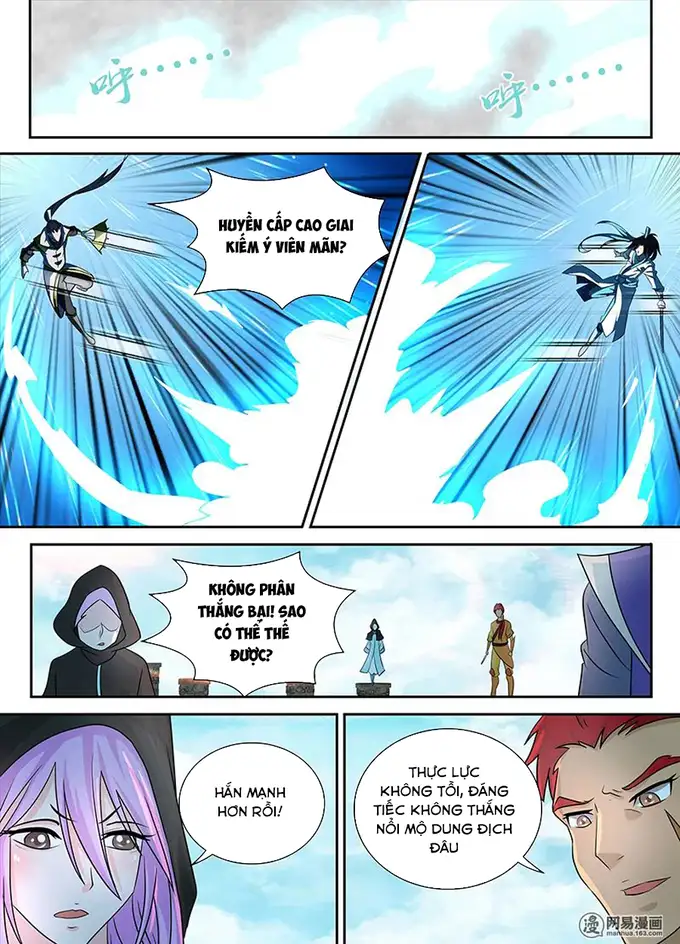 呼······
呼······
HUYỀN CẤP CAO GIAI
KIẾM Ý VIÊN MÃN?
KHÔNG PHÂN
THẮNG BẠI! SAO
CÓ THỂ THẾ
ĐƯỢC?
HẮN MẠNH
HƠN RỒI!
THỰC LỰC
KHÔNG TỒI, ĐÁNG
TIẾC KHÔNG THẮNG
NỔI MỘ DUNG ĐỊCH
ĐÂU
漫 网易漫画
manhua.163.com